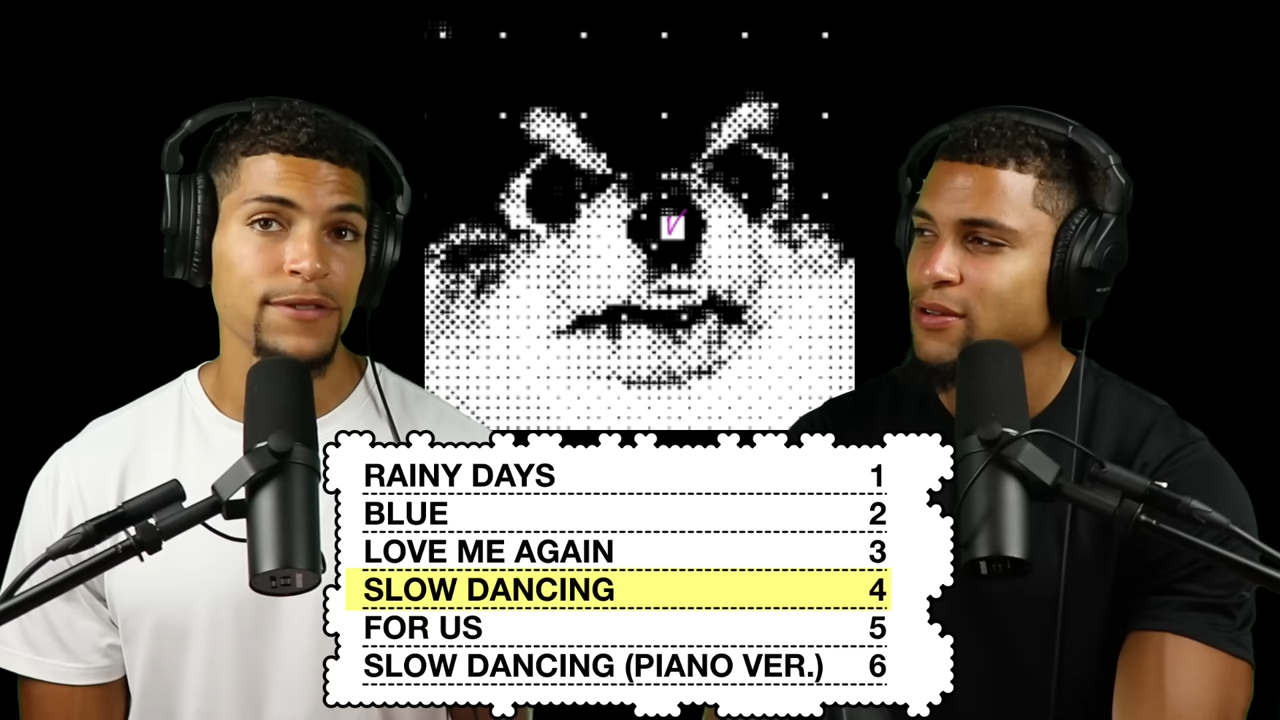 RAINY DAYS 1
BLUE 2
LOVE ME AGAIN 3
SLOW DANCING 4
FOR US 5
SLOW DANCING (PIANO VER.) 6